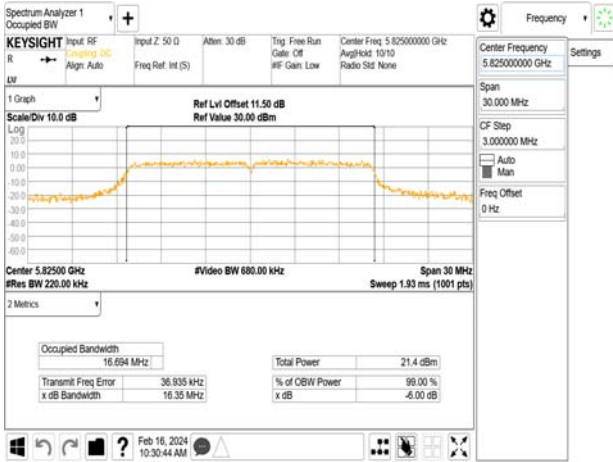 Spectrum Analyzer 1
Occupied BW
+
Frequency
KEYSIGHT
R
LW
Input: RF
Coupling: DC
Align: Auto
Input Z: 50 Ω
Freq Ref: Int (S)
Atten: 30 dB
Trig: Free Run
Gate: Off
#IF Gain: Low
Center Freq: 5.825000000 GHz
Avg|Hold: 10/10
Radio Std: None
Center Frequency
5.825000000 GHz
Settings
Span
30.000 MHz
CF Step
3.000000 MHz
Auto
Man
Freq Offset
0 Hz
1 Graph
Scale/Div 10.0 dB
Ref Lvl Offset 11.50 dB
Ref Value 30.00 dBm
Log
20.0
10.0
0.00
-10.0
-20.0
-30.0
-40.0
-50.0
-60.0
Center 5.82500 GHz
#Res BW 220.00 kHz
#Video BW 680.00 kHz
Span 30 MHz
Sweep 1.93 ms (1001 pts)
2 Metrics
Occupied Bandwidth
16.694 MHz
Total Power 21.4 dBm
Transmit Freq Error 36.935 kHz
% of OBW Power 99.00 %
x dB Bandwidth 16.35 MHz
x dB -6.00 dB
?
Feb 16, 2024
10:30:44 AM